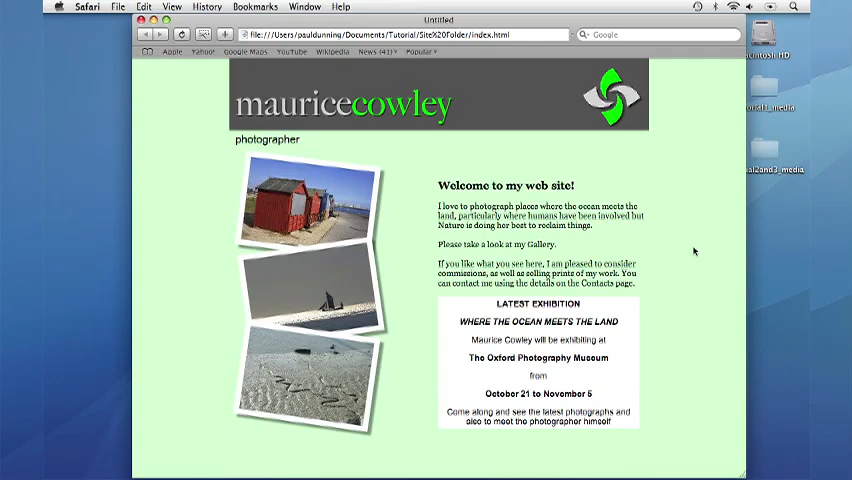 Safari File Edit View History Bookmarks Window Help
Untitled
file:///Users/pauldunning/Documents/Tutorial/Site%20Folder/index.html
Google
Apple Yahoo! Google Maps YouTube Wikipedia News (41) Popular
mauricecowley
photographer
Welcome to my web site!
I love to photograph places where the ocean meets the
land, particularly where humans have been involved but
Nature is doing her best to reclaim things.
Please take a look at my Gallery.
If you like what you see here, I am pleased to consider
commissions, as well as selling prints of my work. You
can contact me using the details on the Contacts page.
LATEST EXHIBITION
WHERE THE OCEAN MEETS THE LAND
Maurice Cowley will be exhibiting at
The Oxford Photography Museum
from
October 21 to November 5
Come along and see the latest photographs and
also to meet the photographer himself
acintosh HD
orial1_media
ial2and3_media